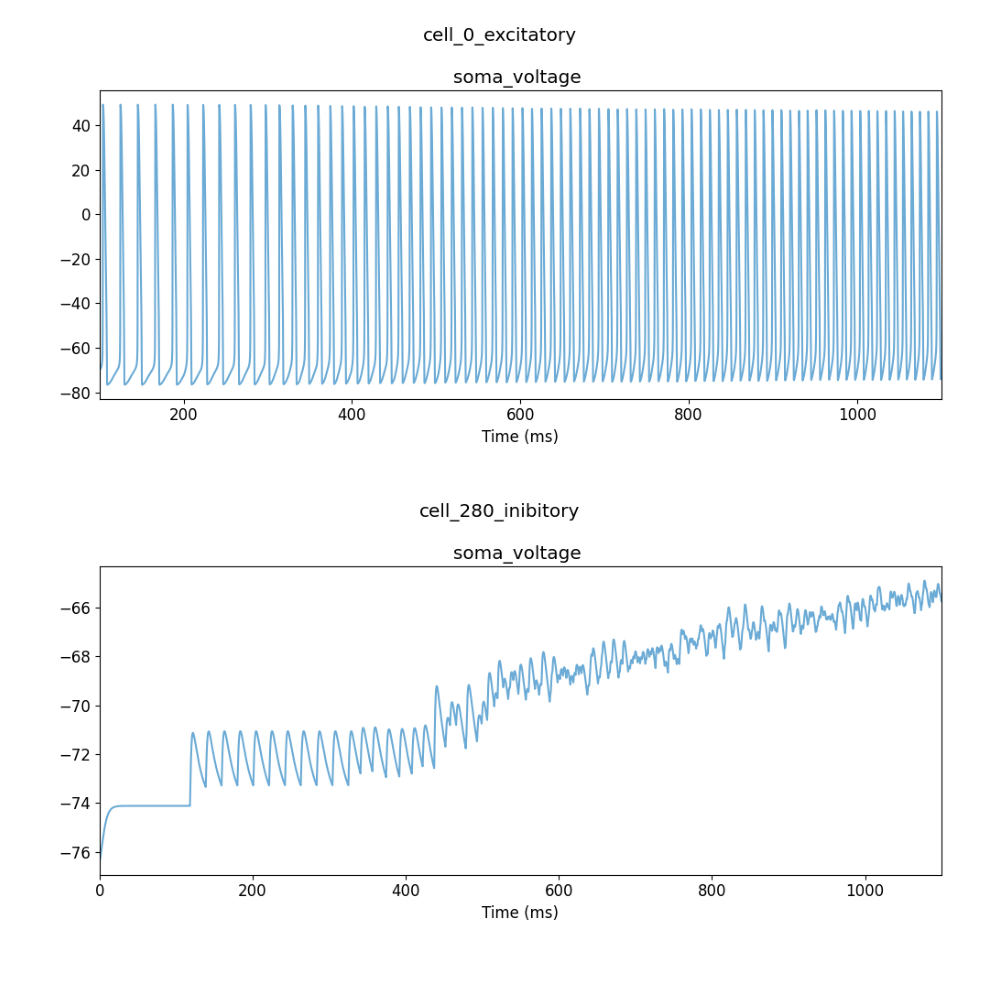 cell_0_excitatory
soma_voltage
40
20
0
−20
−40
−60
−80
200 400 600 800 1000
Time (ms)
cell_280_inibitory
soma_voltage
−66
−68
−70
−72
−74
−76
0 200 400 600 800 1000
Time (ms)